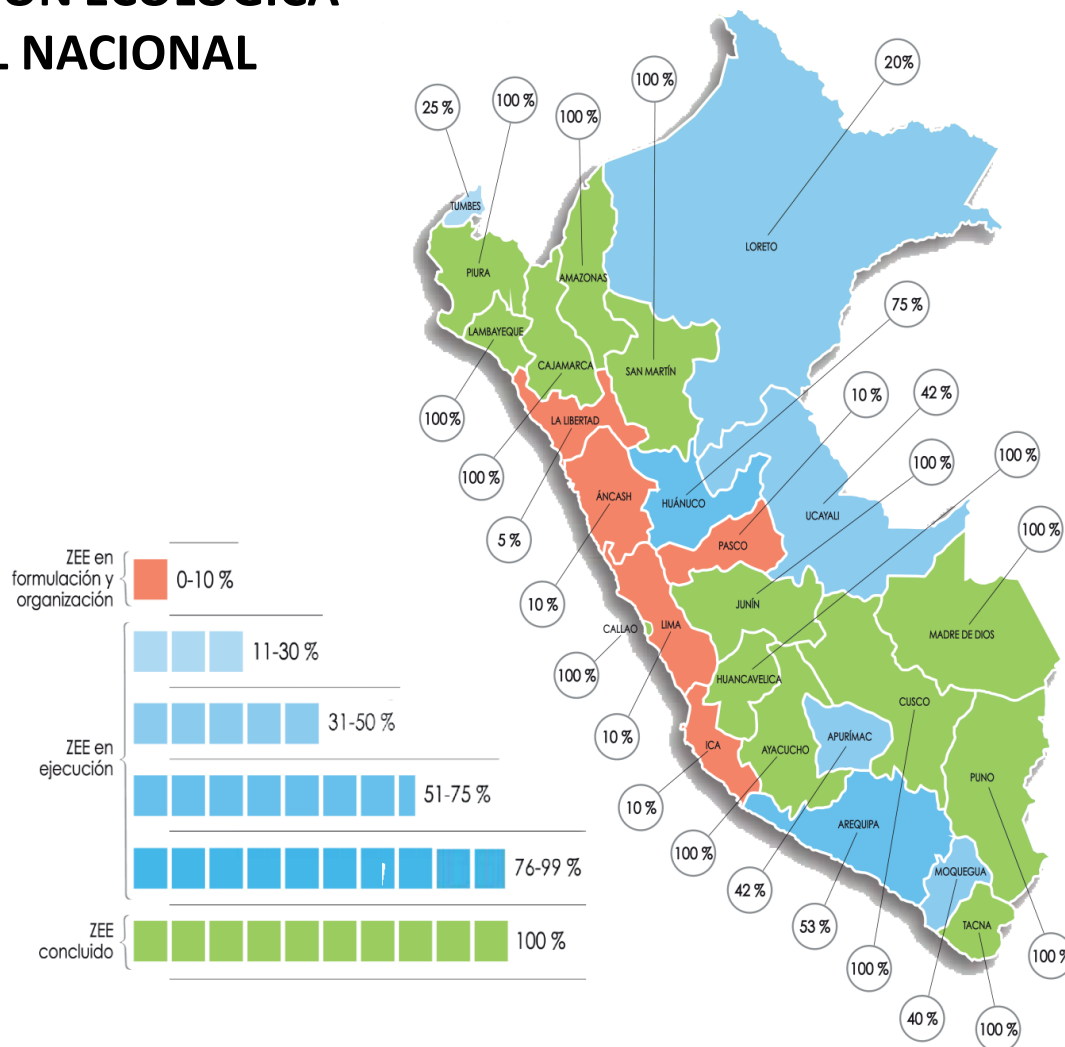 ÓN ECOLÓGICA
L NACIONAL
20%
100 %
100 %
25 %
100 %
TUMBES
LORETO
PIURA
AMAZONAS
75 %
LAMBAYEQUE
CAJAMARCA
SAN MARTÍN
10 %
42 %
100%
LA LIBERTAD
100 %
100 %
100 %
ÁNCASH
HUÁNUCO
UCAYALI
100 %
5 %
PASCO
ZEE en
formulación y
organización
0-10 %
10 %
JUNÍN
CALLAO
LIMA
MADRE DE DIOS
11-30 %
100 %
HUANCAVELICA
CUSCO
31-50 %
10 %
ICA
AYACUCHO
APURÍMAC
PUNO
ZEE en
ejecución
51-75 %
10 %
AREQUIPA
100 %
76-99 %
42 %
MOQUEGUA
53 %
TACNA
ZEE
concluido
100 %
100 %
100 %
40 %
100 %